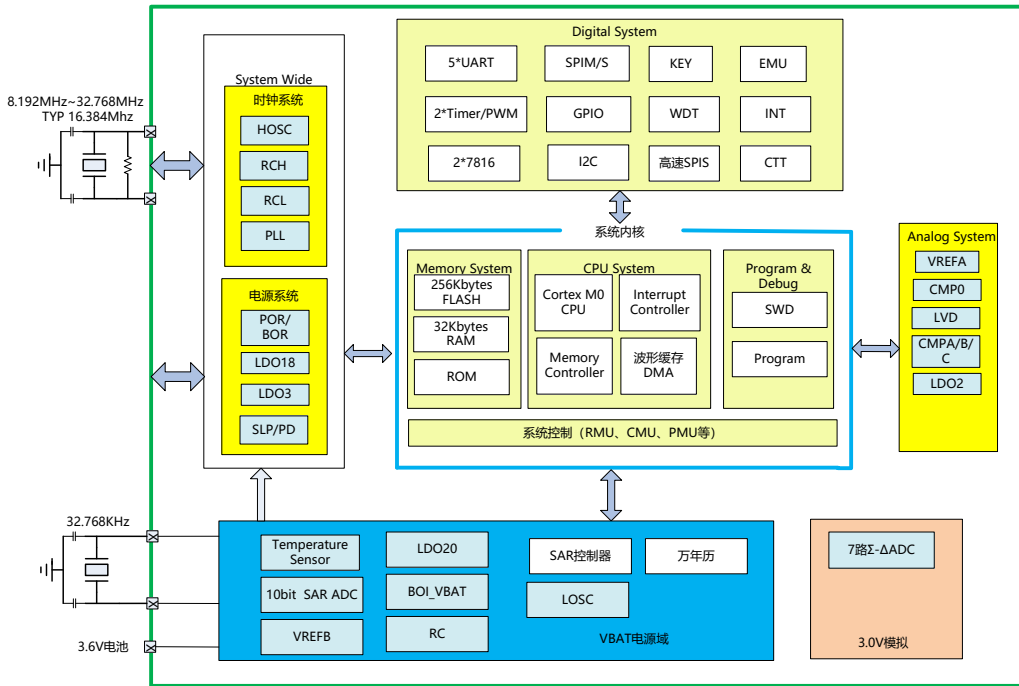 Digital System
5*UART
SPIM/S
KEY
EMU
2*Timer/PWM
GPIO
WDT
INT
2*7816
I2C
高速SPIS
CTT
8.192MHz~32.768MHz
TYP 16.384Mhz
System Wide
时钟系统
HOSC
RCH
RCL
PLL
电源系统
POR/
BOR
LDO18
LDO3
SLP/PD
系统内核
Memory System
256Kbytes
FLASH
32Kbytes
RAM
ROM
CPU System
Cortex M0
CPU
Interrupt
Controller
Memory
Controller
波形缓存
DMA
Program &
Debug
SWD
Program
系统控制（RMU、CMU、PMU等）
Analog System
VREFA
CMP0
LVD
CMPA/B/
C
LDO2
32.768KHz
3.6V电池
Temperature
Sensor
LDO20
SAR控制器
万年历
10bit SAR ADC
BOI_VBAT
LOSC
VREFB
RC
VBAT电源域
7路Σ-ΔADC
3.0V模拟